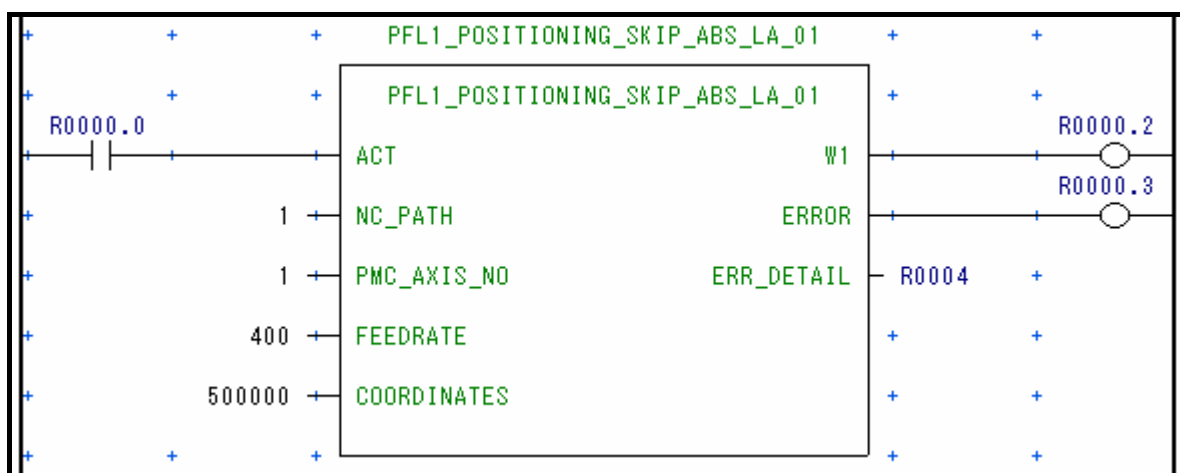 PFL1_POSITIONING_SKIP_ABS_LA_01
PFL1_POSITIONING_SKIP_ABS_LA_01
R0000.0 R0000.2
ACT W1
R0000.3
1 NC_PATH ERROR
1 PMC_AXIS_NO ERR_DETAIL R0004
400 FEEDRATE
500000 COORDINATES